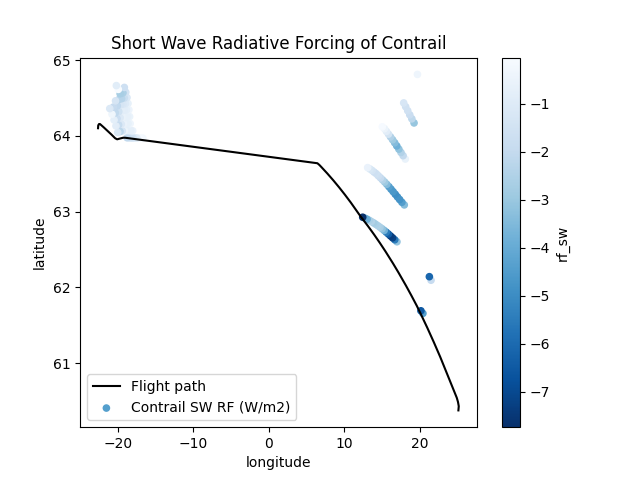 Short Wave Radiative Forcing of Contrail
65
64
63
62
61
latitude
−20
−10
0
10
20
longitude
Flight path
Contrail SW RF (W/m2)
−1
−2
−3
−4
−5
−6
−7
rf_sw